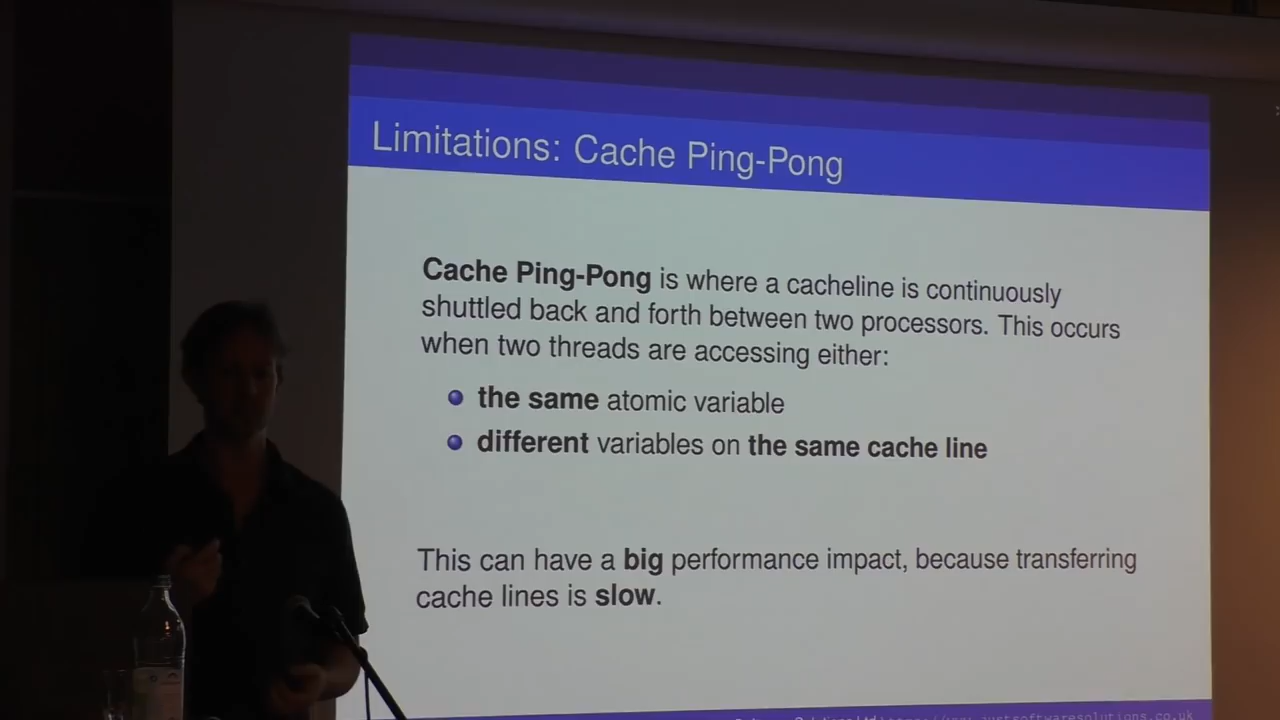 Limitations: Cache Ping-Pong
Cache Ping-Pong is where a cacheline is continuously
shuttled back and forth between two processors. This occurs
when two threads are accessing either:
the same atomic variable
different variables on the same cache line
This can have a big performance impact, because transferring
cache lines is slow.